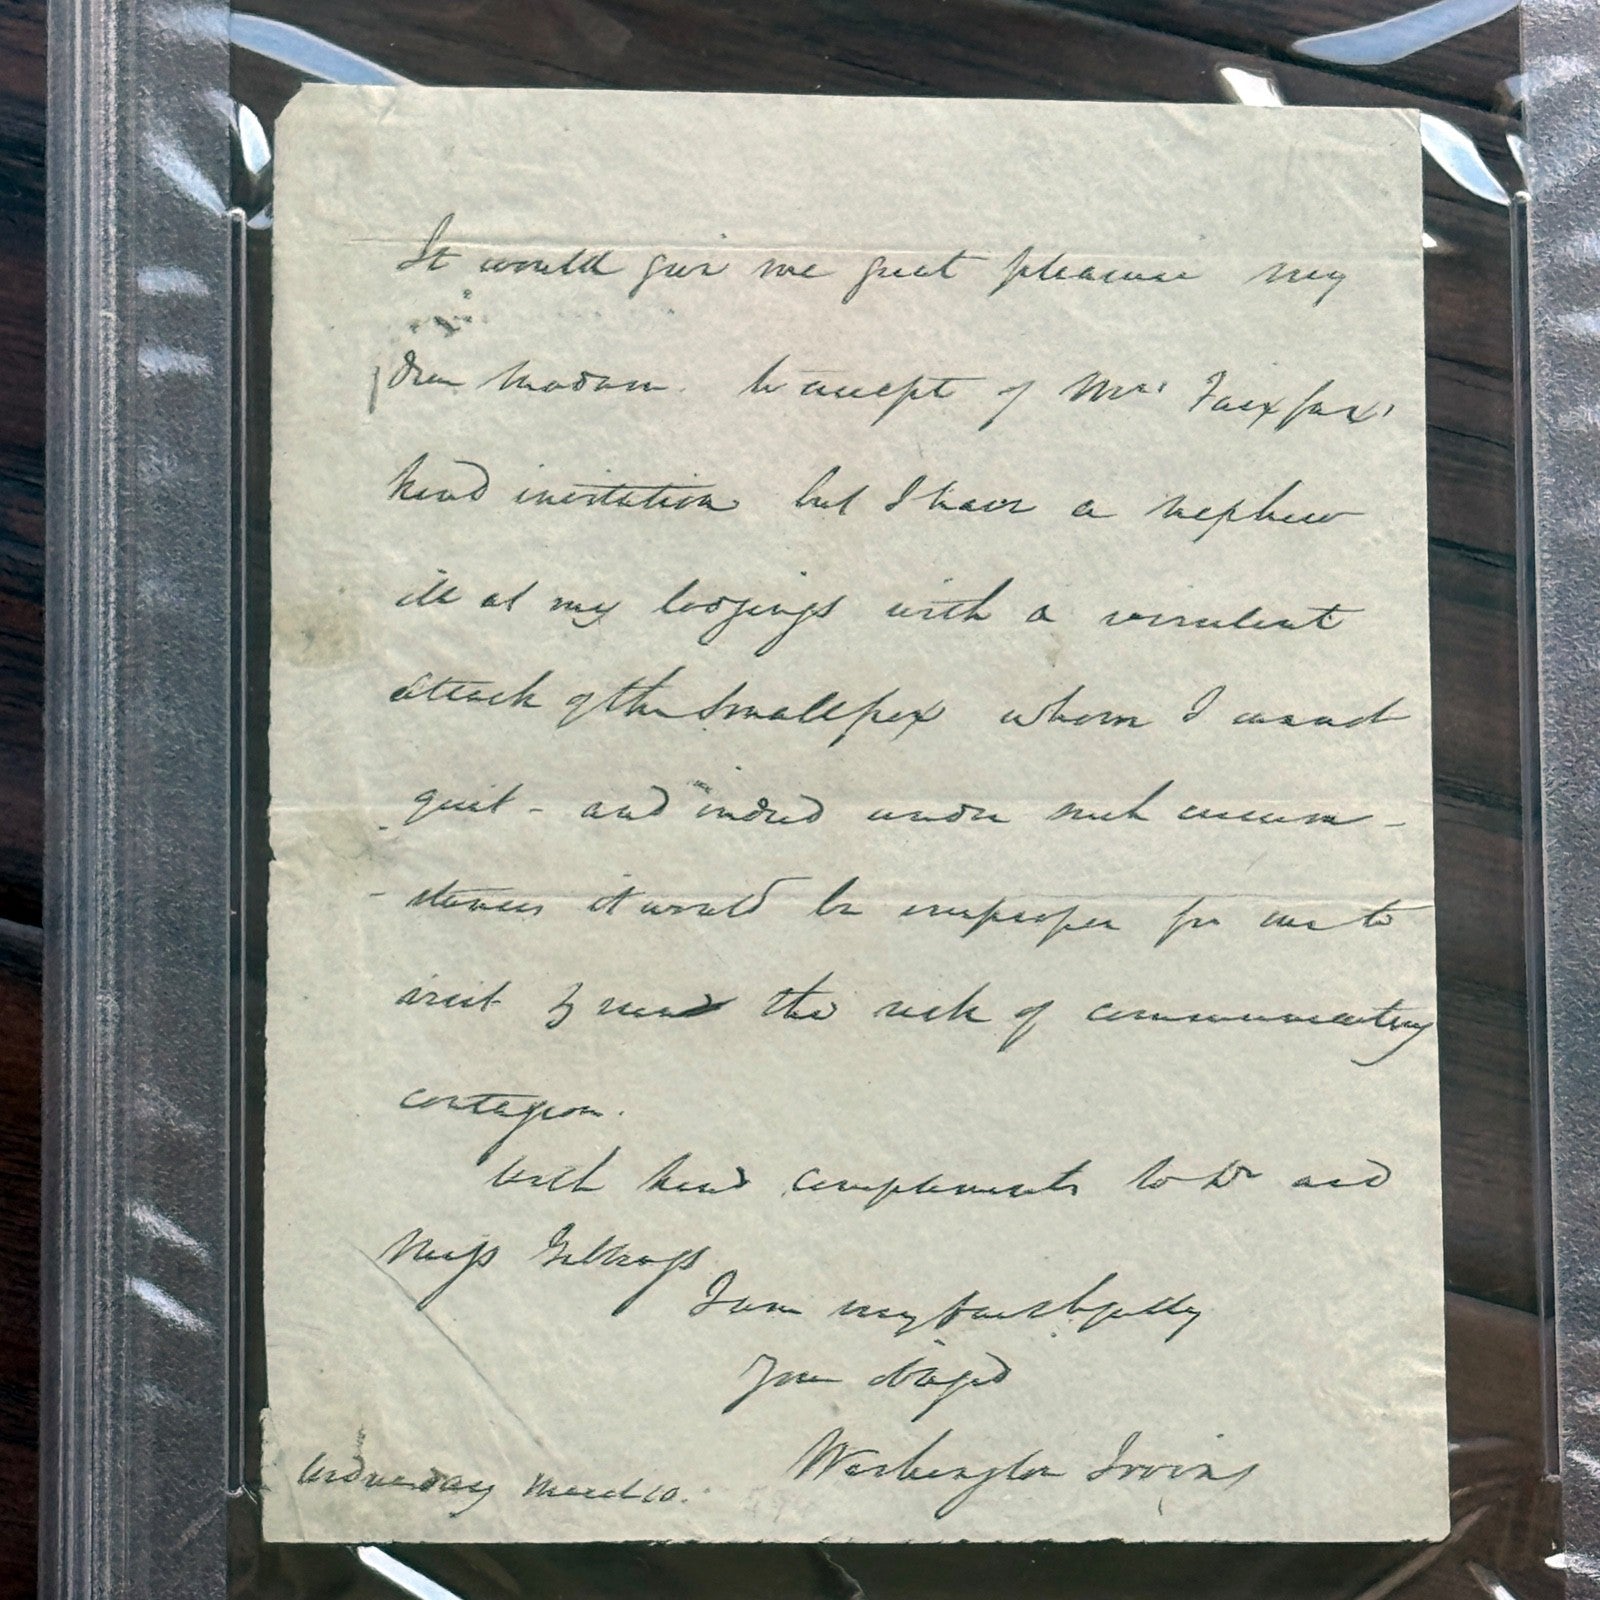 It would give me great pleasure my
dear Madam to accept of Mrs Fairfax'
kind invitation but I have a nephew
ill at my lodgings with a virulent
attack of the Smallpox whom I cannot
quit - and indeed under such circum-
- stances it would be improper for me to
visit & run the risk of communicating
contagion.
With kind compliments to Dr and
Miss
I am very faithfully
Your obliged
Washington Irving
Wednesday March 10.